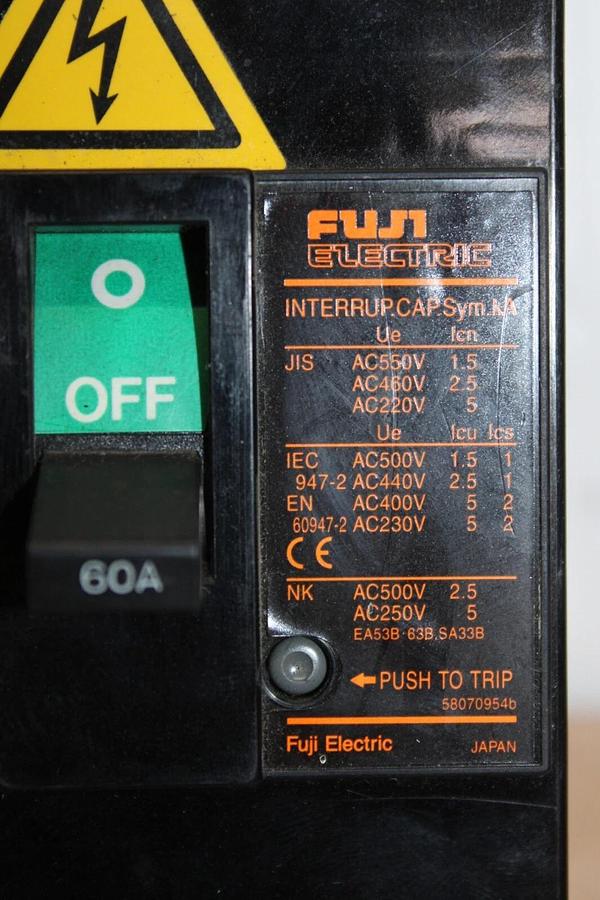 O
OFF
60A
FUJI
ELECTRIC
INTERRUP.CAP.Sym.kA
Ue Icn
JIS AC550V 1.5
AC460V 2.5
AC220V 5
Ue Icu Ics
IEC AC500V 1.5 1
947-2 AC440V 2.5 1
EN AC400V 5 2
60947-2 AC230V 5 2
CE
NK AC500V 2.5
AC250V 5
EA53B·63B,SA33B
←PUSH TO TRIP
58070954b
Fuji Electric JAPAN